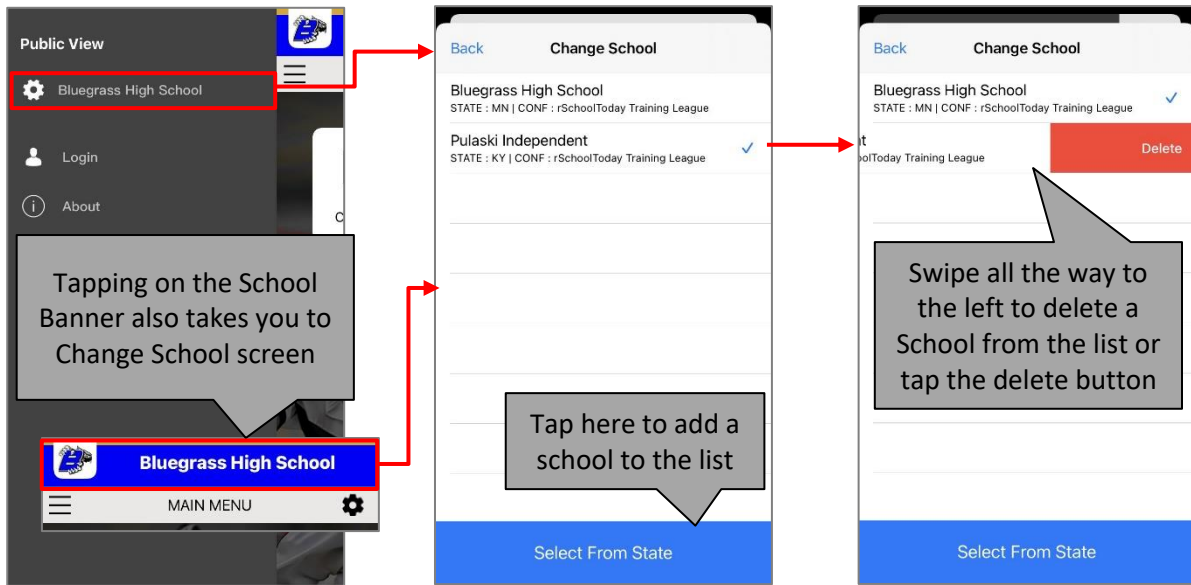 Public View
Bluegrass High School
Login
About
C
Tapping on the School
Banner also takes you to
Change School screen
Bluegrass High School
MAIN MENU
Back
Change School
Bluegrass High School
STATE : MN | CONF : rSchoolToday Training League
Pulaski Independent
STATE : KY | CONF : rSchoolToday Training League
Tap here to add a
school to the list
Select From State
Back
Change School
Bluegrass High School
STATE : MN | CONF : rSchoolToday Training League
nt
oolToday Training League
Delete
Swipe all the way to
the left to delete a
School from the list or
tap the delete button
Select From State